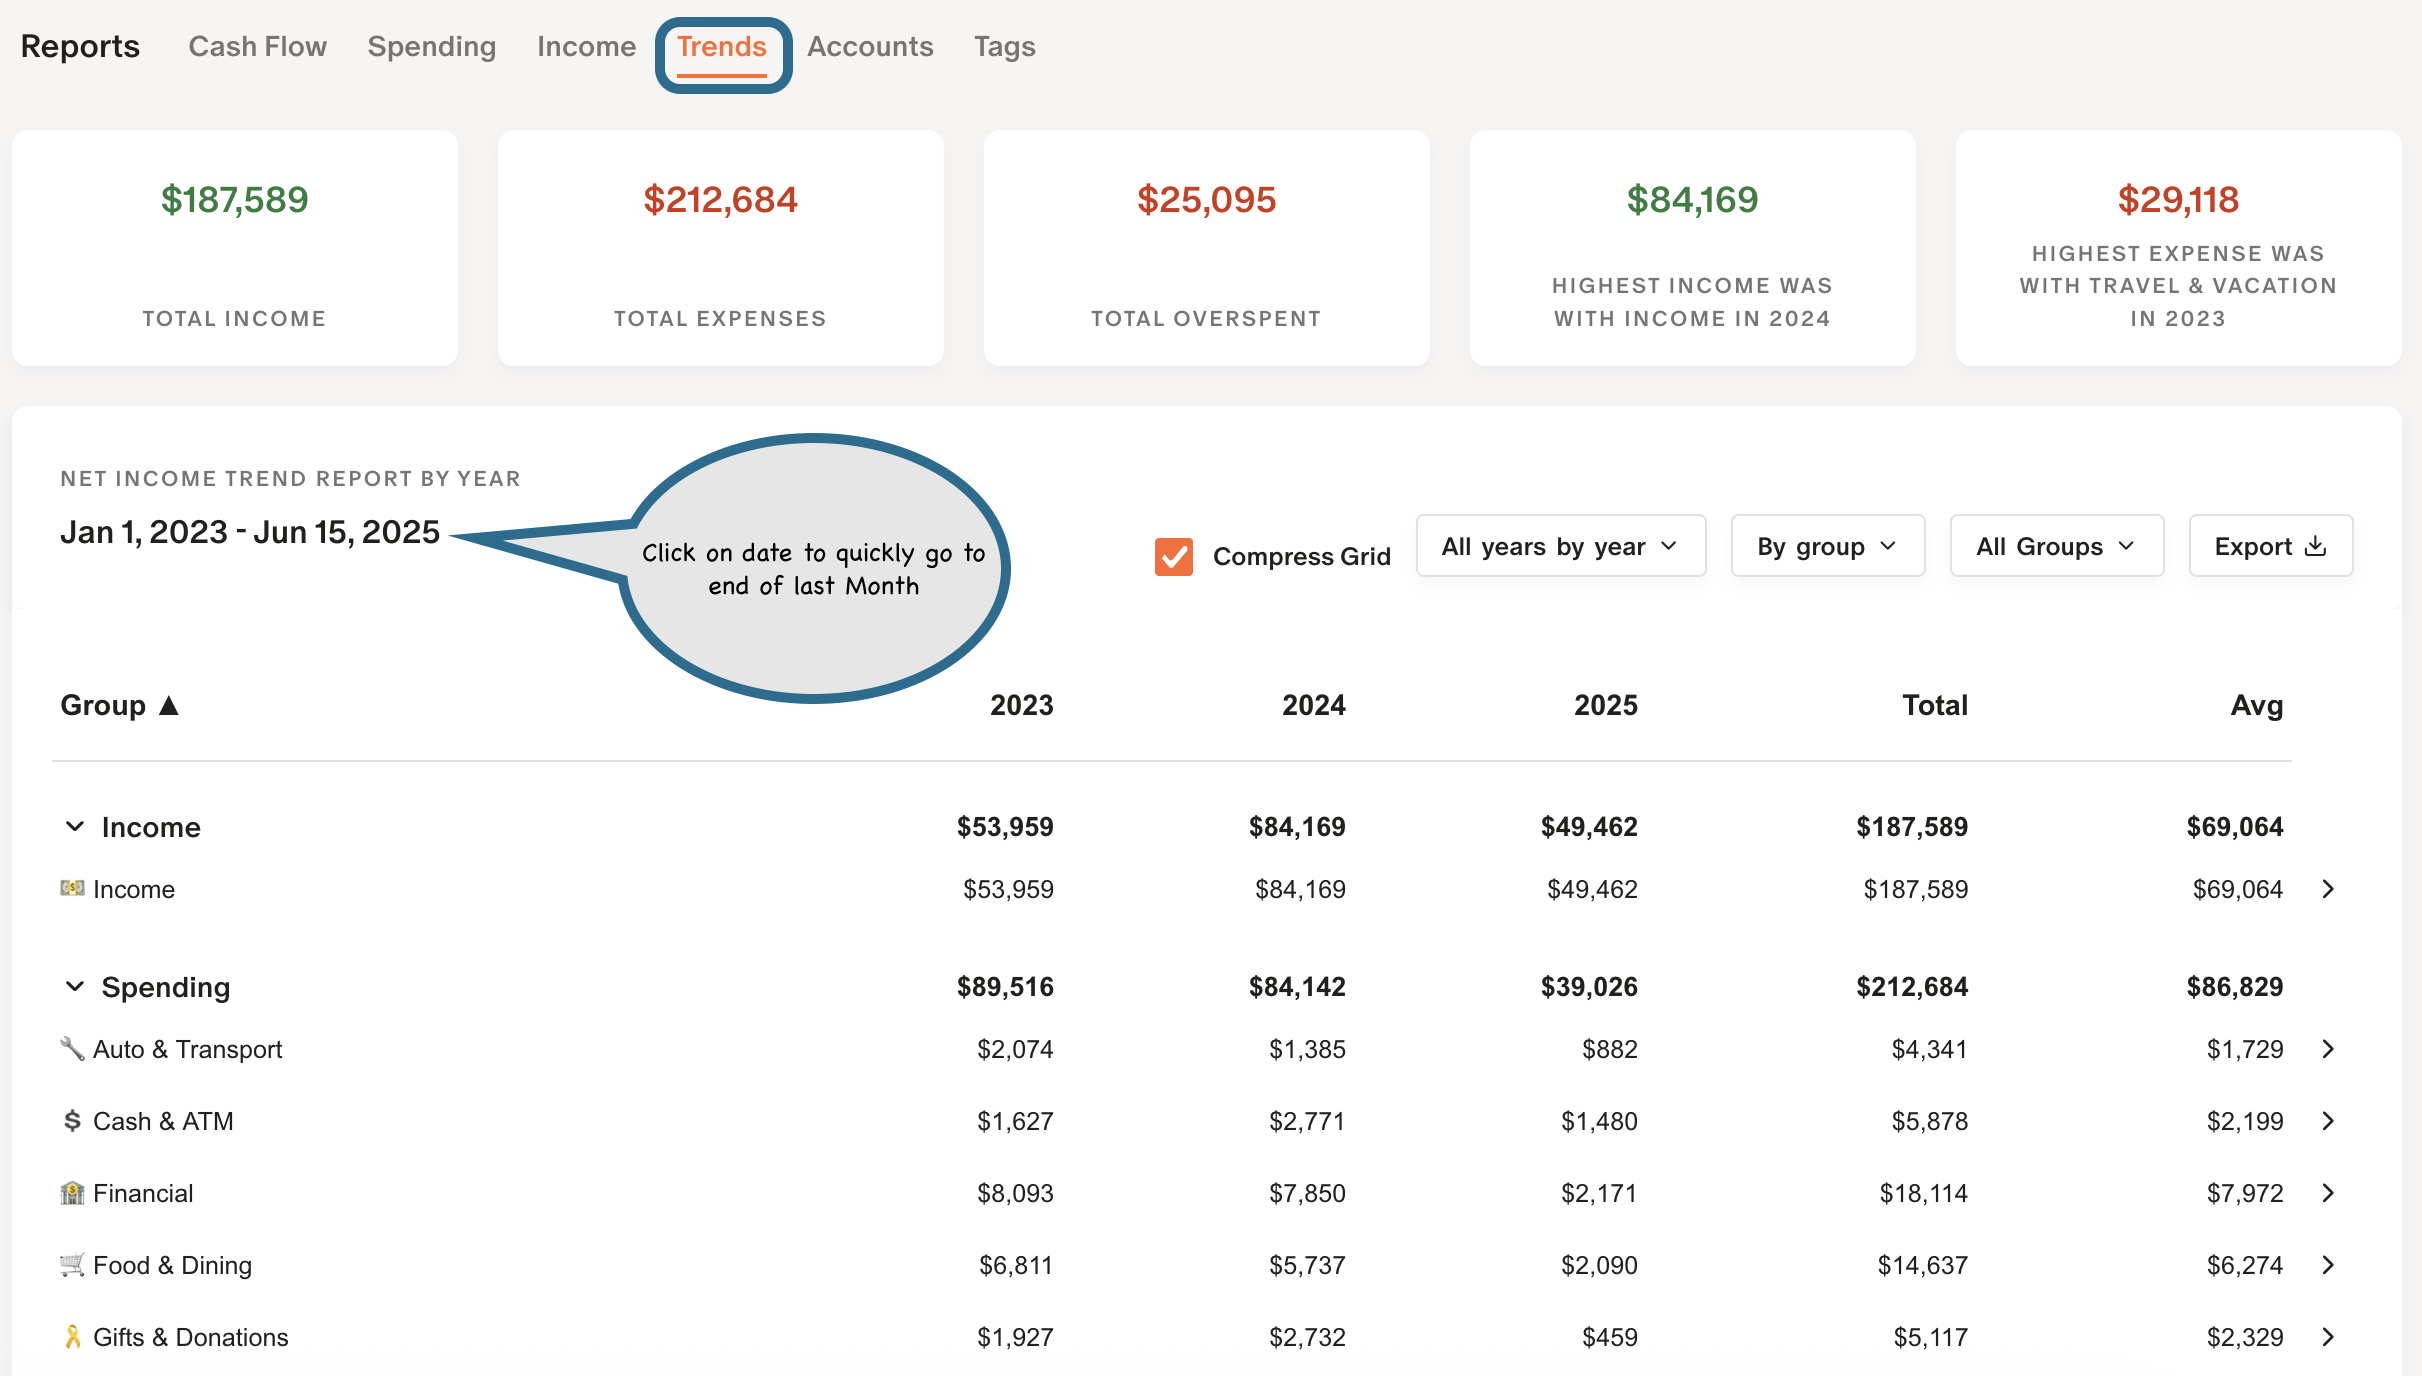 Reports Cash Flow Spending Income Trends Accounts Tags
$187,589
TOTAL INCOME
$212,684
TOTAL EXPENSES
$25,095
TOTAL OVERSPENT
$84,169
HIGHEST INCOME WAS
WITH INCOME IN 2024
$29,118
HIGHEST EXPENSE WAS
WITH TRAVEL & VACATION
IN 2023
NET INCOME TREND REPORT BY YEAR
Jan 1, 2023 - Jun 15, 2025
Click on date to quickly go to
end of last Month
Compress Grid All years by year By group All Groups Export
Group ▲ 2023 2024 2025 Total Avg
Income $53,959 $84,169 $49,462 $187,589 $69,064
Income $53,959 $84,169 $49,462 $187,589 $69,064
Spending $89,516 $84,142 $39,026 $212,684 $86,829
Auto & Transport $2,074 $1,385 $882 $4,341 $1,729
Cash & ATM $1,627 $2,771 $1,480 $5,878 $2,199
Financial $8,093 $7,850 $2,171 $18,114 $7,972
Food & Dining $6,811 $5,737 $2,090 $14,637 $6,274
Gifts & Donations $1,927 $2,732 $459 $5,117 $2,329